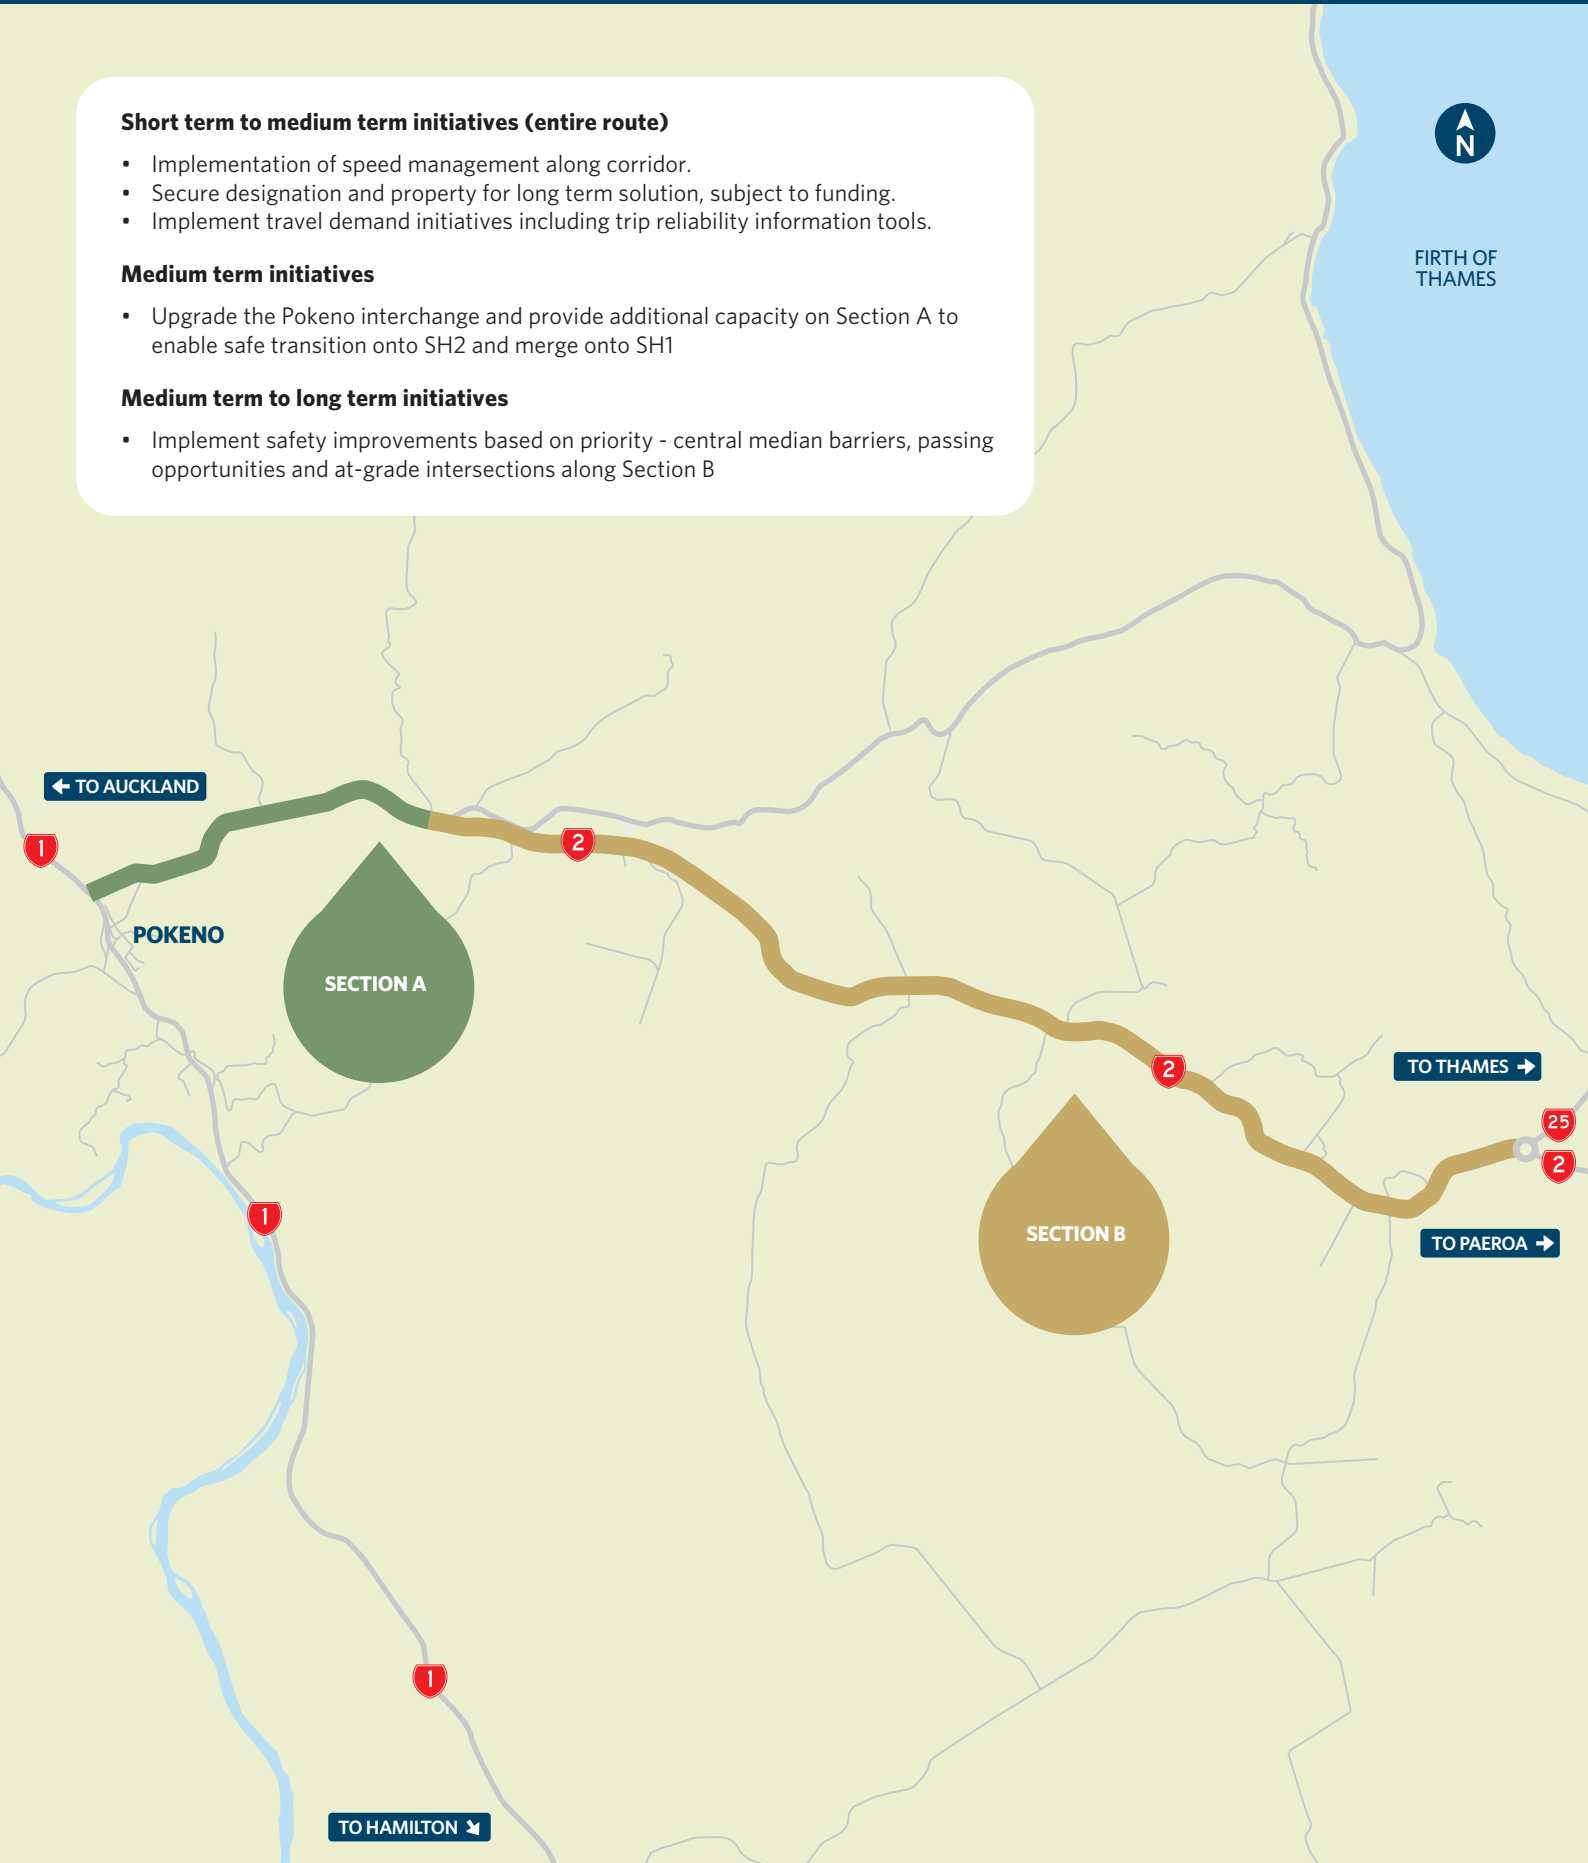 Short term to medium term initiatives (entire route)
• Implementation of speed management along corridor.
• Secure designation and property for long term solution, subject to funding.
• Implement travel demand initiatives including trip reliability information tools.
Medium term initiatives
• Upgrade the Pokeno interchange and provide additional capacity on Section A to
enable safe transition onto SH2 and merge onto SH1
Medium term to long term initiatives
• Implement safety improvements based on priority - central median barriers, passing
opportunities and at-grade intersections along Section B
N
FIRTH OF
THAMES
TO AUCKLAND
1
2
POKENO
SECTION A
TO THAMES
2
25
2
SECTION B
TO PAEROA
1
1
TO HAMILTON